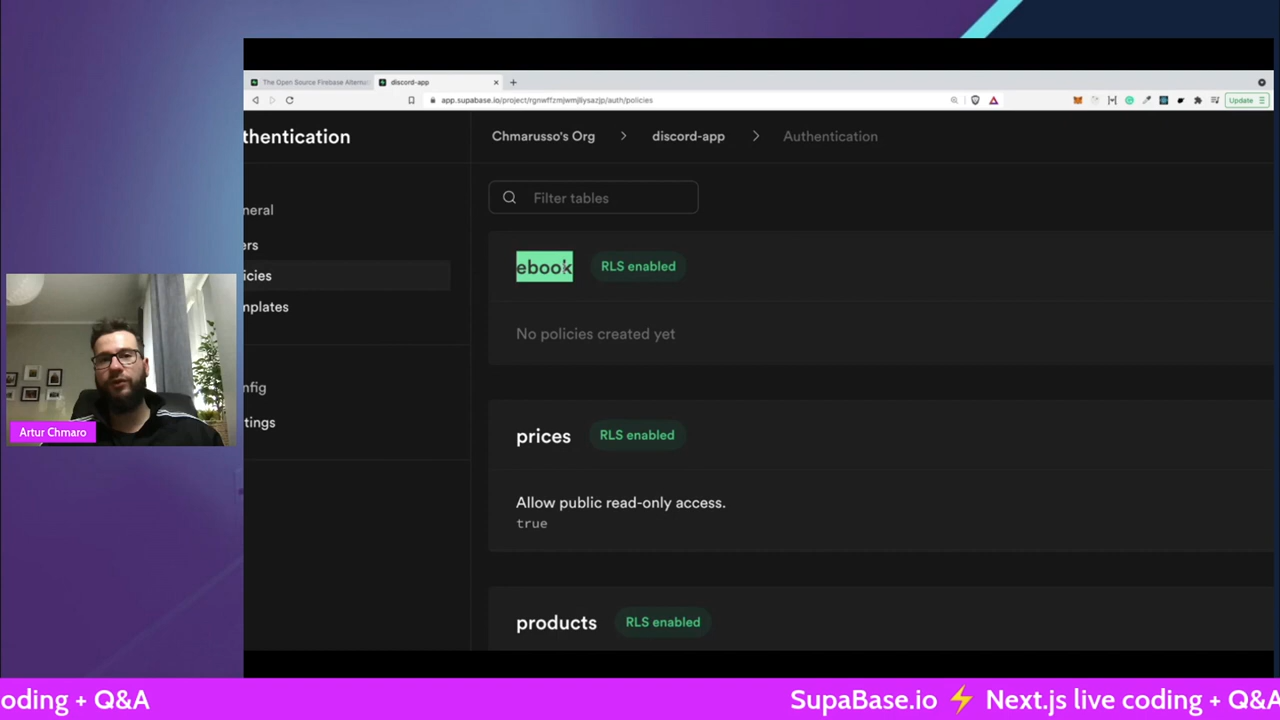 The Open Source Firebase Alternat
discord-app
app.supabase.io/project/rgnwffzmjwmjllysazjp/auth/policies
Update
thentication
Chmarusso's Org > discord-app > Authentication
neral
Filter tables
ers
icies
ebook RLS enabled
mplates
No policies created yet
nfig
tings
prices RLS enabled
Allow public read-only access.
true
products RLS enabled
Artur Chmaro
oding + Q&A SupaBase.io ⚡ Next.js live coding + Q&A